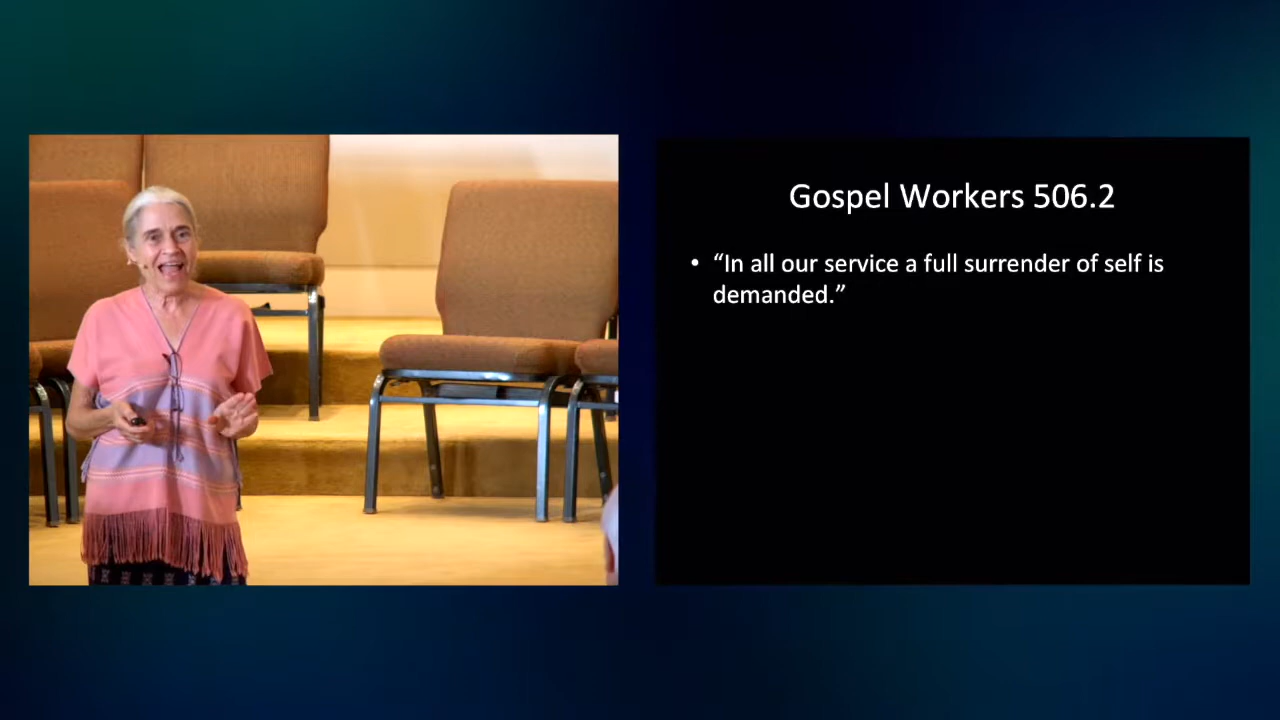 Gospel Workers 506.2
• “In all our service a full surrender of self is
demanded.”